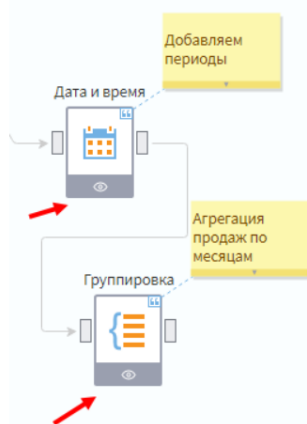 Добавляем
периоды
Дата и время
Агрегация
продаж по
месяцам
Группировка